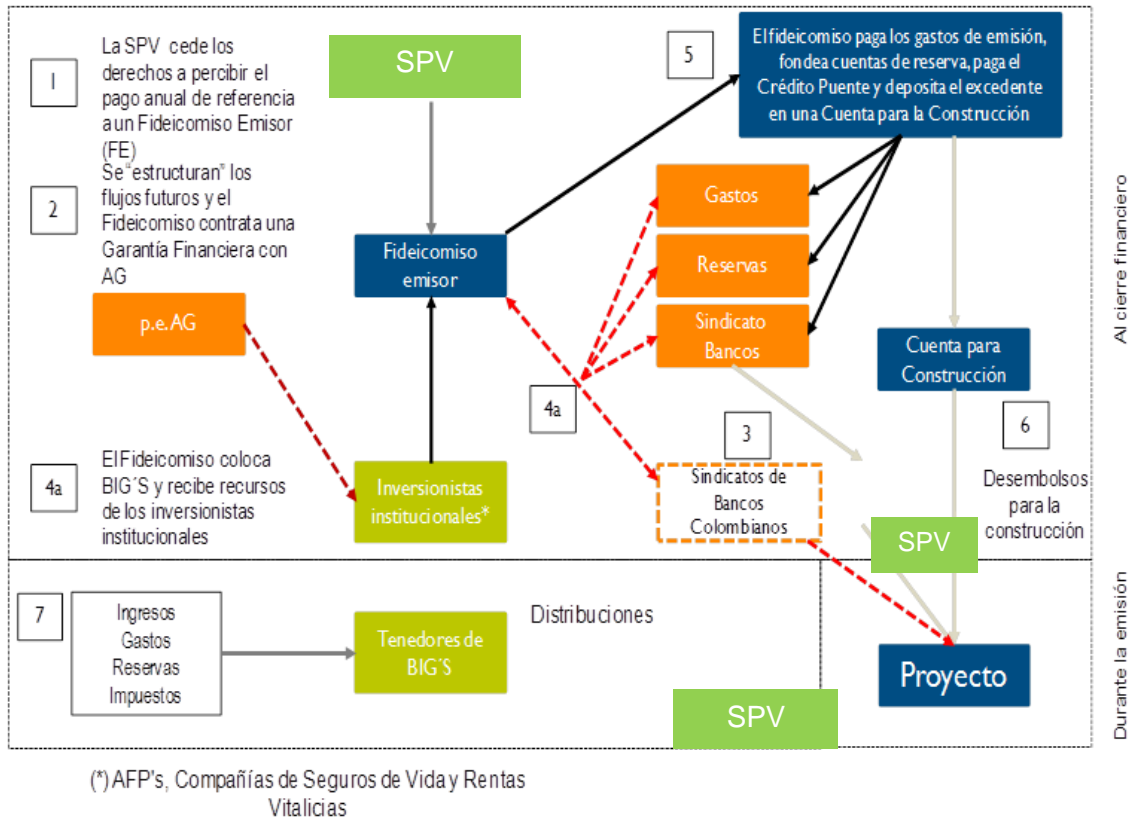 1
La SPV cede los
derechos a percibir el
pago anual de referencia
a un Fideicomiso Emisor
(FE)
2
Se "estructuran" los
flujos futuros y el
Fideicomiso contrata una
Garantía Financiera con
AG
p.e. AG
4a
El Fideicomiso coloca
BIG´S y recibe recursos
de los inversionistas
institucionales
SPV
Fideicomiso
emisor
Inversionistas
institucionales*
5
El fideicomiso paga los gastos de emisión,
fondea cuentas de reserva, paga el
Crédito Puente y deposita el excedente
en una Cuenta para la Construcción
Gastos
Reservas
Sindicato
Bancos
4a
3
Sindicatos de
Bancos
Colombianos
Cuenta para
Construcción
6
Desembolsos
para la
construcción
SPV
Al cierre financiero
7
Ingresos
Gastos
Reservas
Impuestos
Tenedores de
BIG´S
Distribuciones
SPV
Proyecto
Durante la emisión
(*) AFP's, Compañías de Seguros de Vida y Rentas
Vitalicias